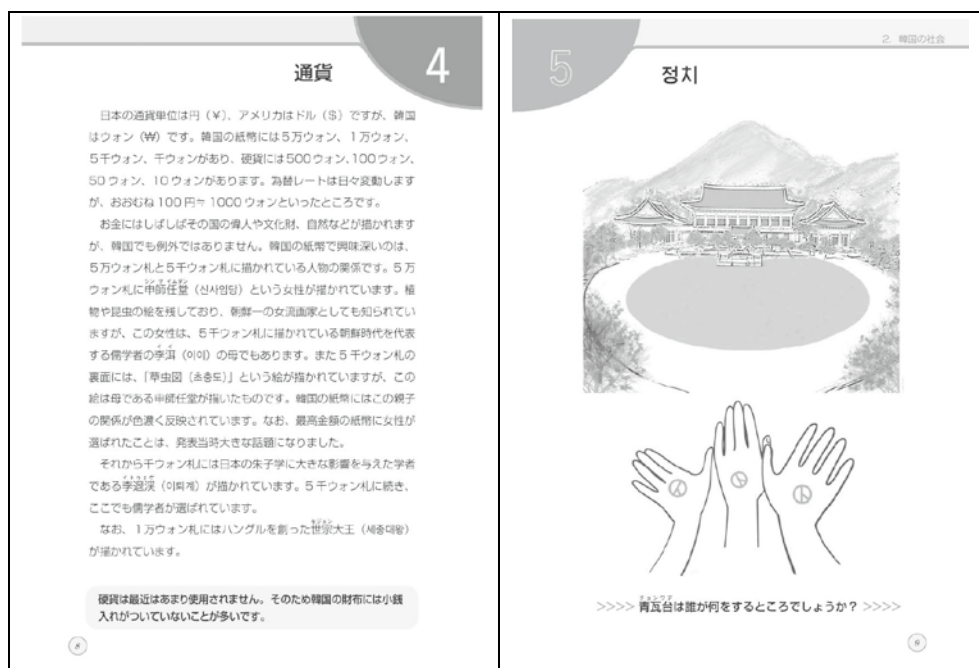 通貨
4
日本の通貨単位は円（￥）、アメリカはドル（$）ですが、韓国
はウォン（₩）です。韓国の紙幣には5万ウォン、1万ウォン、
5千ウォン、千ウォンがあり、硬貨には500ウォン、100ウォン、
50ウォン、10ウォンがあります。為替レートは日々変動します
が、おおむね100円≒1000ウォンといったところです。
お金にはしばしばその国の偉人や文化財、自然などが描かれます
が、韓国でも例外ではありません。韓国の紙幣で興味深いのは、
5万ウォン札と5千ウォン札に描かれている人物の関係です。5万
ウォン札に申師任堂（신사임당）という女性が描かれています。植
物や昆虫の絵を残しており、朝鮮一の女流画家としても知られてい
ますが、この女性は、5千ウォン札に描かれている朝鮮時代を代表
する儒学者の李洱（이이）の母でもあります。また5千ウォン札の
裏面には、「草虫図（초충도）」という絵が描かれていますが、この
絵は母である申師任堂が描いたものです。韓国の紙幣にはこの親子
の関係が色濃く反映されています。なお、最高金額の紙幣に女性が
選ばれたことは、発表当時大きな話題になりました。
それから千ウォン札には日本の朱子学に大きな影響を与えた学者
である李退渓（이퇴계）が描かれています。5千ウォン札に続き、
ここでも儒学者が選ばれています。
なお、1万ウォン札にはハングルを創った世宗大王（세종대왕）
が描かれています。
硬貨は最近はあまり使用されません。そのため韓国の財布には小銭
入れがついていないことが多いです。
8
2. 韓国の社会
5
정치
>>>> 青瓦台は誰が何をするところでしょうか？ >>>>
9